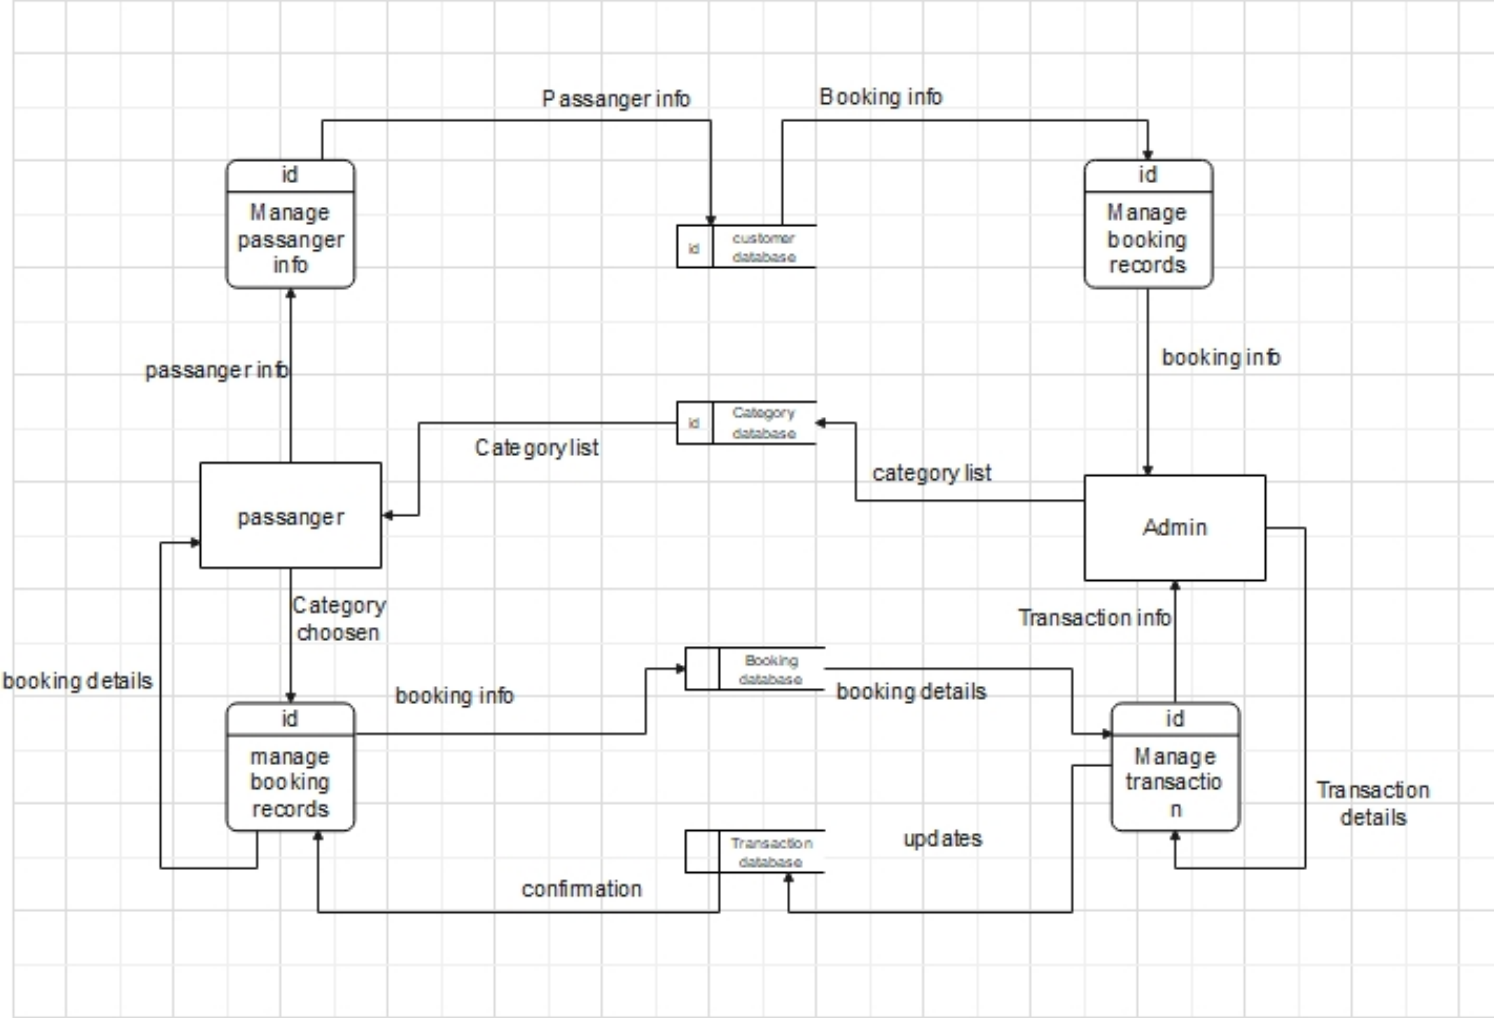 Passanger info
Booking info
id
Manage
passanger
info
id
customer
database
id
Manage
booking
records
passanger info
booking info
id
Category
database
Category list
category list
passanger
Admin
Category
choosen
Transaction info
booking details
booking info
Booking
database
booking details
id
manage
booking
records
id
Manage
transactio
n
Transaction
details
Transaction
database
updates
confirmation